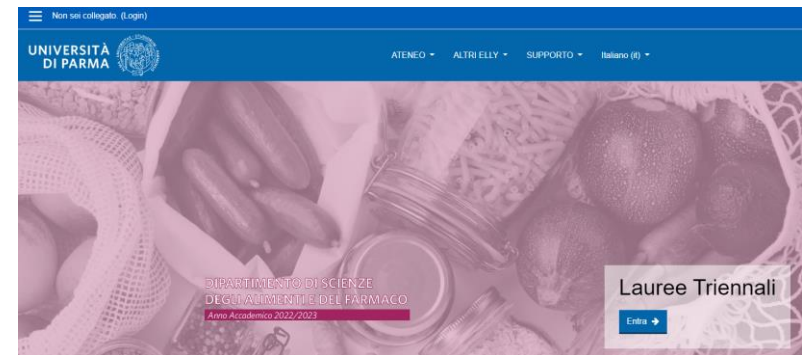 Non sei collegato. (Login)
UNIVERSITÀ
DI PARMA
ATENEO
ALTRI ELLY
SUPPORTO
Italiano (it)
DIPARTIMENTO DI SCIENZE
DEGLI ALIMENTI E DEL FARMACO
Anno Accademico 2022/2023
Lauree Triennali
Entra